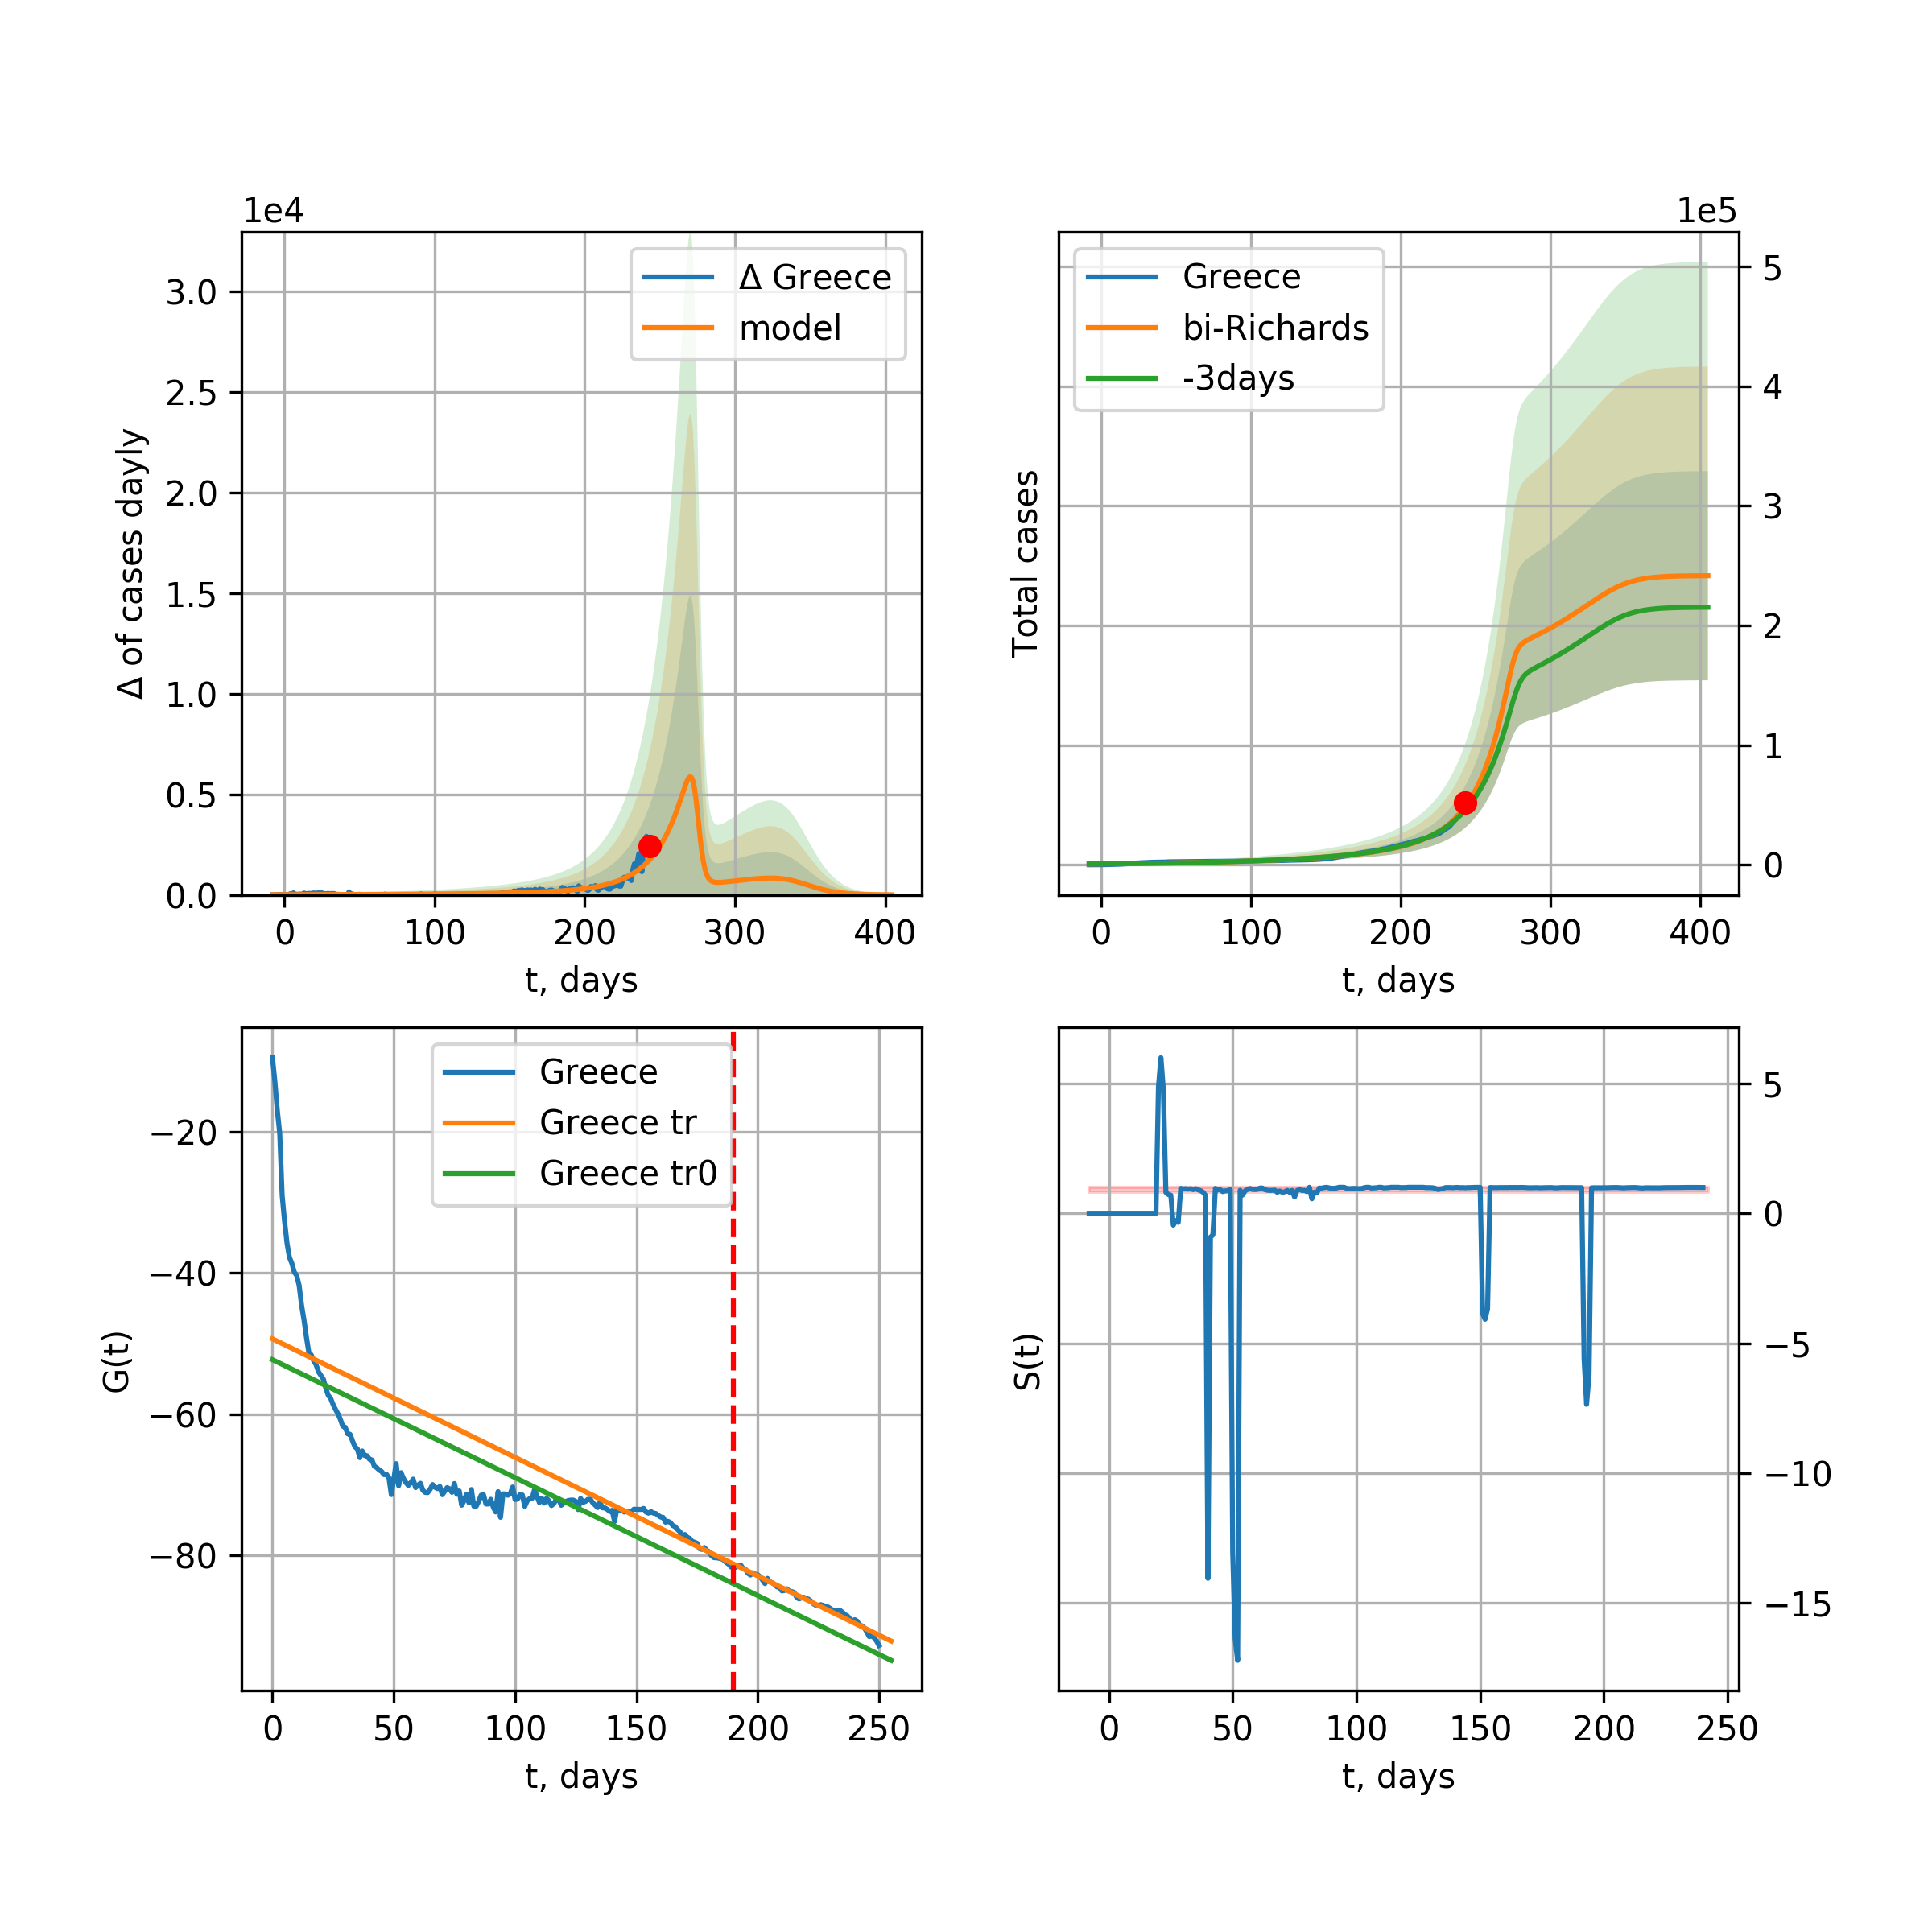 1e4
Δ of cases dayly
3.0
2.5
2.0
1.5
1.0
0.5
0.0
0 100 200 300 400
t, days
Δ Greece
model
1e5
Total cases
5
4
3
2
1
0
0 100 200 300 400
t, days
Greece
bi-Richards
-3days
G(t)
−20
−40
−60
−80
0 50 100 150 200 250
t, days
Greece
Greece tr
Greece tr0
S(t)
5
0
−5
−10
−15
0 50 100 150 200 250
t, days